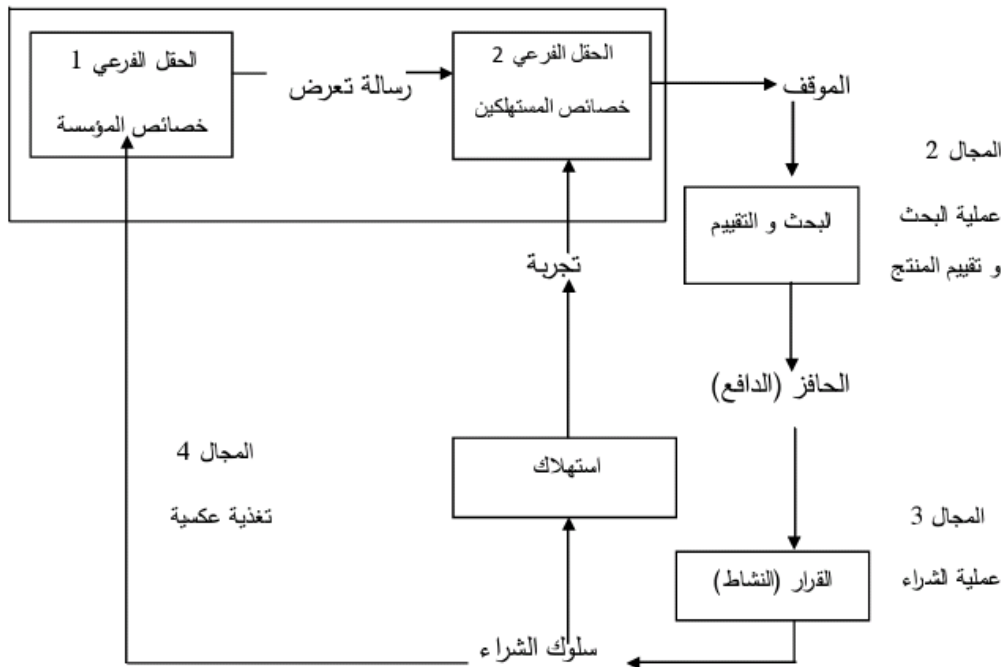 الحقل الفرعي 1
خصائص المؤسسة
رسالة تعرض
الحقل الفرعي 2
خصائص المستهلكين
الموقف
المجال 2
عملية البحث
و تقييم المنتج
البحث و التقييم
تجربة
الحافز (الدافع)
المجال 4
تغذية عكسية
استهلاك
المجال 3
عملية الشراء
القرار (النشاط)
سلوك الشراء